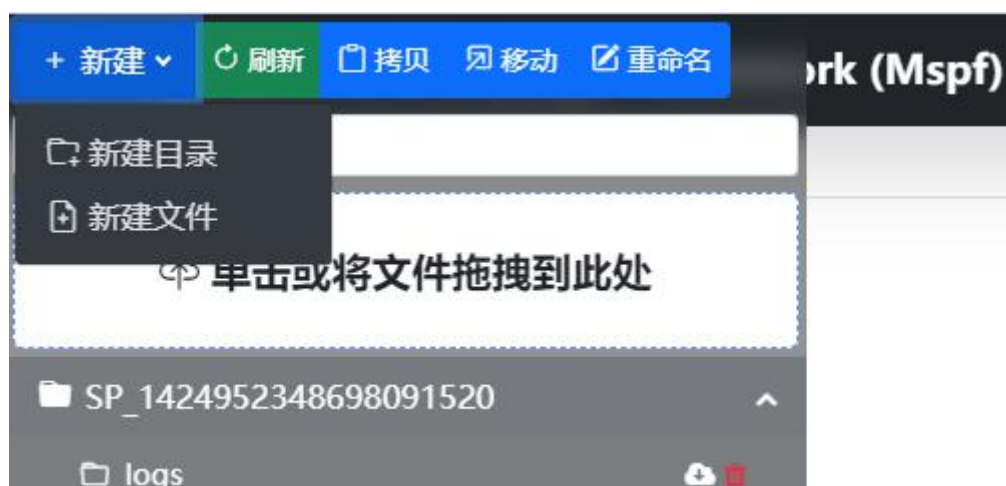 + 新建 刷新 拷贝 移动 重命名
ork (Mspf)
新建目录
新建文件
单击或将文件拖拽到此处
SP_1424952348698091520
logs